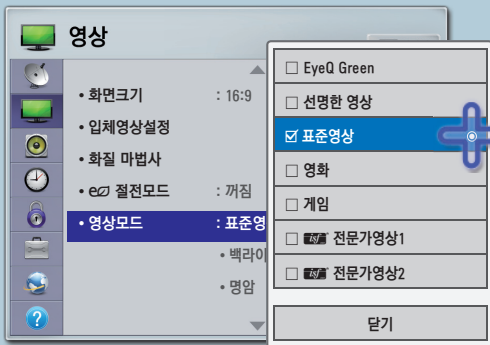 영상
• 화면크기 : 16:9
• 입체영상설정
• 화질 마법사
• e 절전모드 : 꺼짐
• 영상모드 : 표준영
• 백라이
• 명암
?
□ EyeQ Green
□ 선명한 영상
☑ 표준영상
□ 영화
□ 게임
□ isf 전문가영상1
□ isf 전문가영상2
닫기